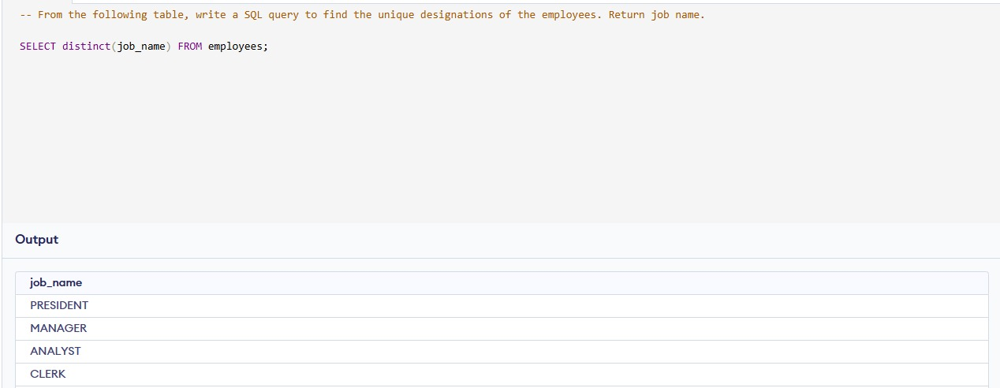 -- From the following table, write a SQL query to find the unique designations of the employees. Return job name.
SELECT distinct(job_name) FROM employees;
Output
job_name
PRESIDENT
MANAGER
ANALYST
CLERK